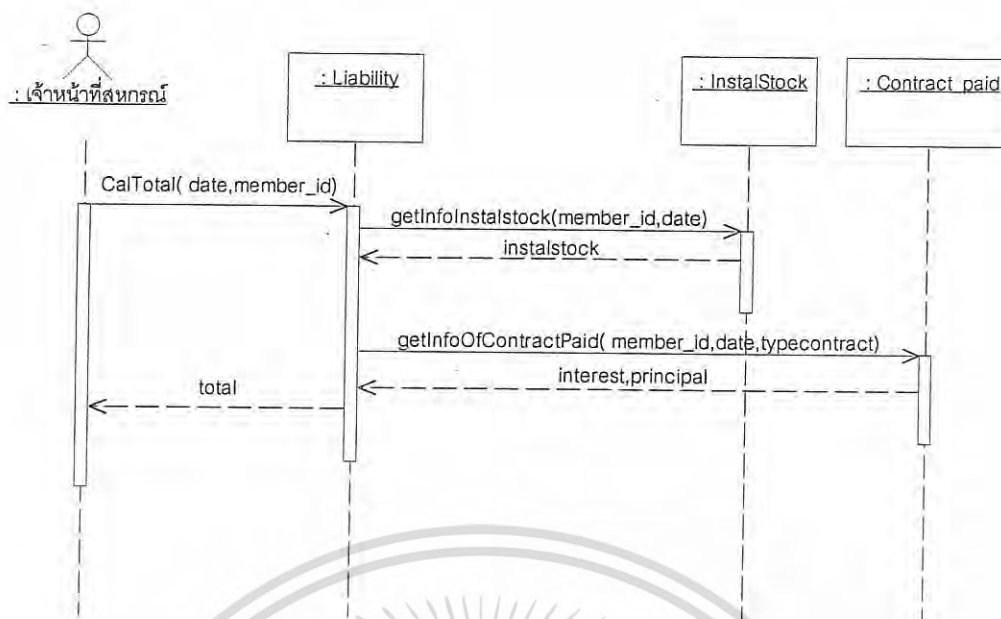 : เจ้าหน้าที่สหกรณ์
: Liability
: InstalStock
: Contract_paid
CalTotal( date,member_id)
getInfoInstalstock(member_id,date)
instalstock
getInfoOfContractPaid( member_id,date,typecontract)
interest,principal
total